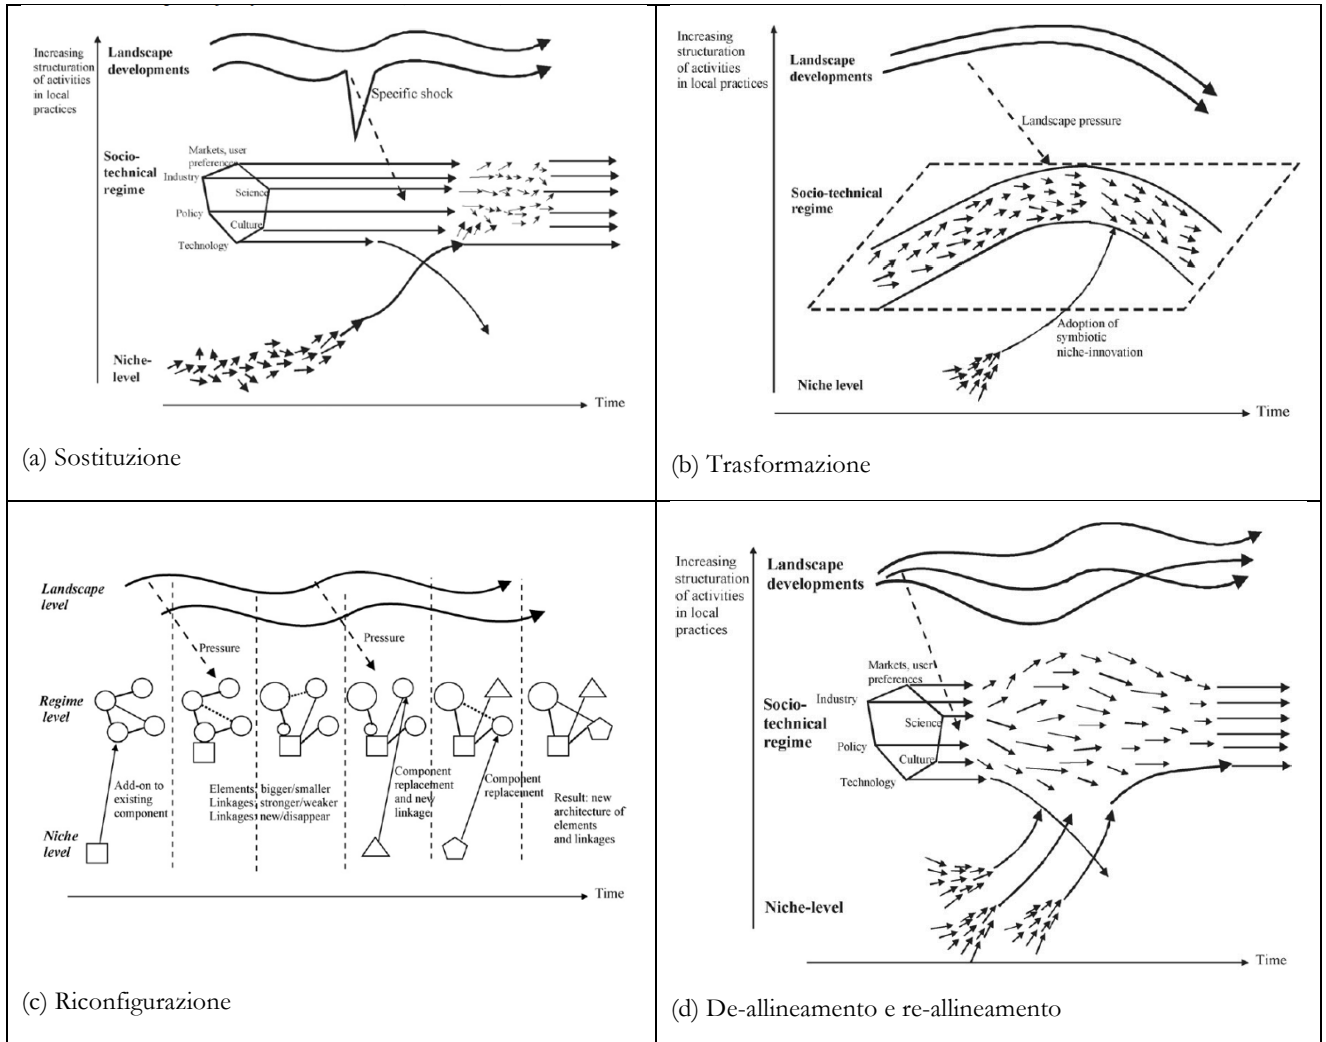 Increasing
structuration
of activities
in local
practices
Landscape
developments
Specific shock
Socio-
technical
regime
Markets, user
preferences
Industry
Science
Policy
Culture
Technology
Niche-
level
Time
(a) Sostituzione
Increasing
structuration
of activities
in local practices
Landscape
developments
Landscape pressure
Socio-technical
regime
Adoption of
symbiotic
niche-innovation
Niche level
Time
(b) Trasformazione
Landscape
level
Pressure
Pressure
Regime
level
Add-on to
existing
component
Elements: bigger/smaller
Linkages: stronger/weaker
Linkages: new/disappear
Component
replacement
and new
linkage
Component
replacement
Result: new
architecture of
elements
and linkages
Niche
level
Time
(c) Riconfigurazione
Increasing
structuration
of activities
in local
practices
Landscape
developments
Markets, user
preferences
Industry
Socio-
technical
regime
Science
Policy
Culture
Technology
Niche-level
Time
(d) De-allineamento e re-allineamento